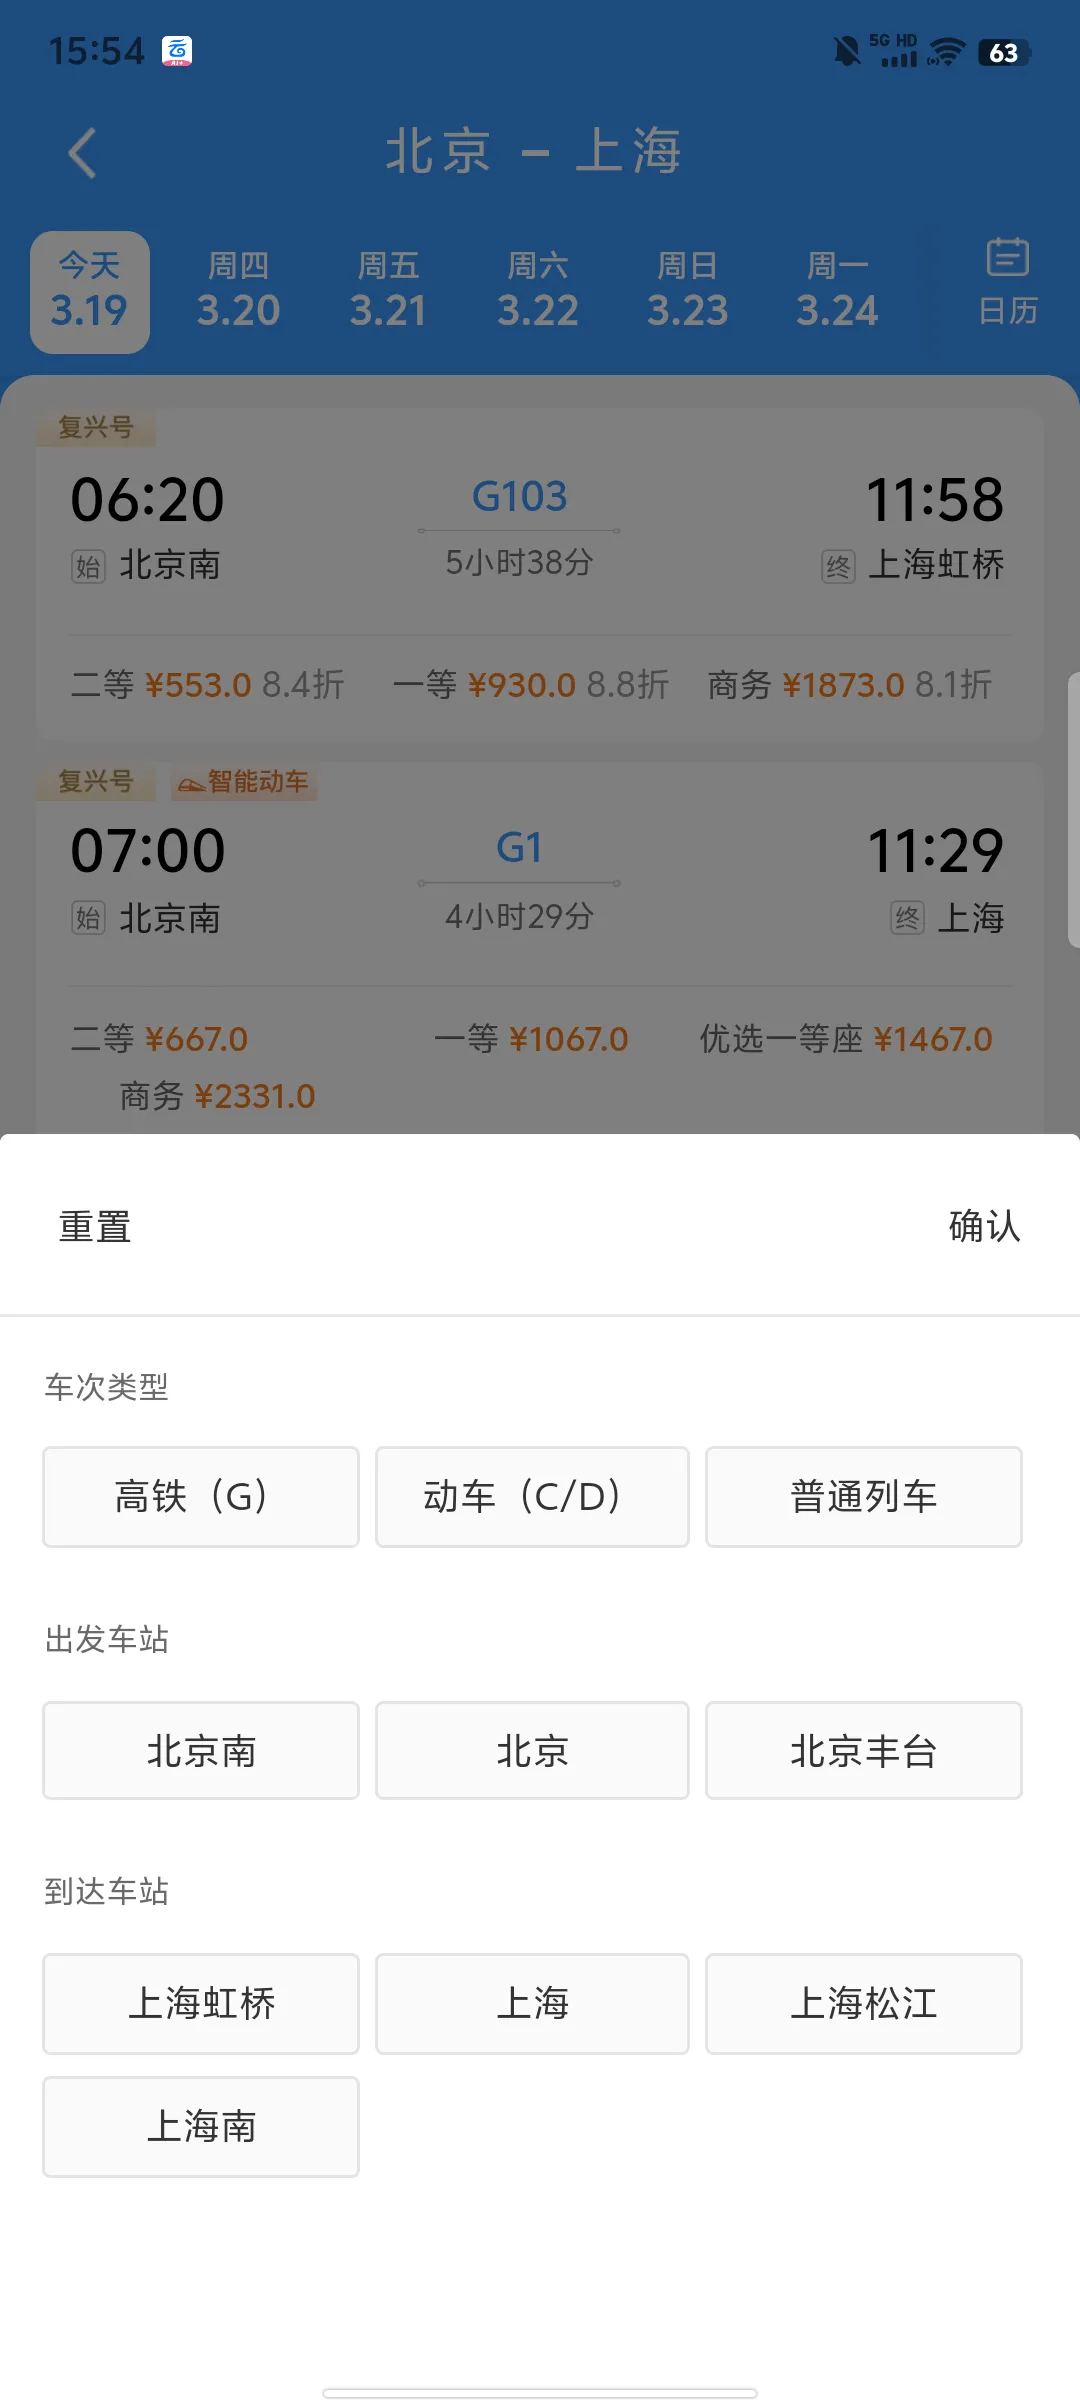 15:54
5G HD
63
北京 – 上海
今天 周四 周五 周六 周日 周一
3.19 3.20 3.21 3.22 3.23 3.24 日历
复兴号
06:20 G103 11:58
始 北京南 5小时38分 终 上海虹桥
二等 ¥553.0 8.4折 一等 ¥930.0 8.8折 商务 ¥1873.0 8.1折
复兴号 智能动车
07:00 G1 11:29
始 北京南 4小时29分 终 上海
二等 ¥667.0 一等 ¥1067.0 优选一等座 ¥1467.0
商务 ¥2331.0
重置 确认
车次类型
高铁（G） 动车（C/D） 普通列车
出发车站
北京南 北京 北京丰台
到达车站
上海虹桥 上海 上海松江
上海南